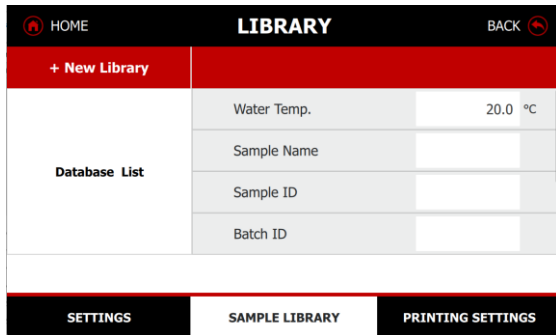 HOME LIBRARY BACK
+ New Library
Water Temp. 20.0 °C
Sample Name
Database List
Sample ID
Batch ID
SETTINGS SAMPLE LIBRARY PRINTING SETTINGS